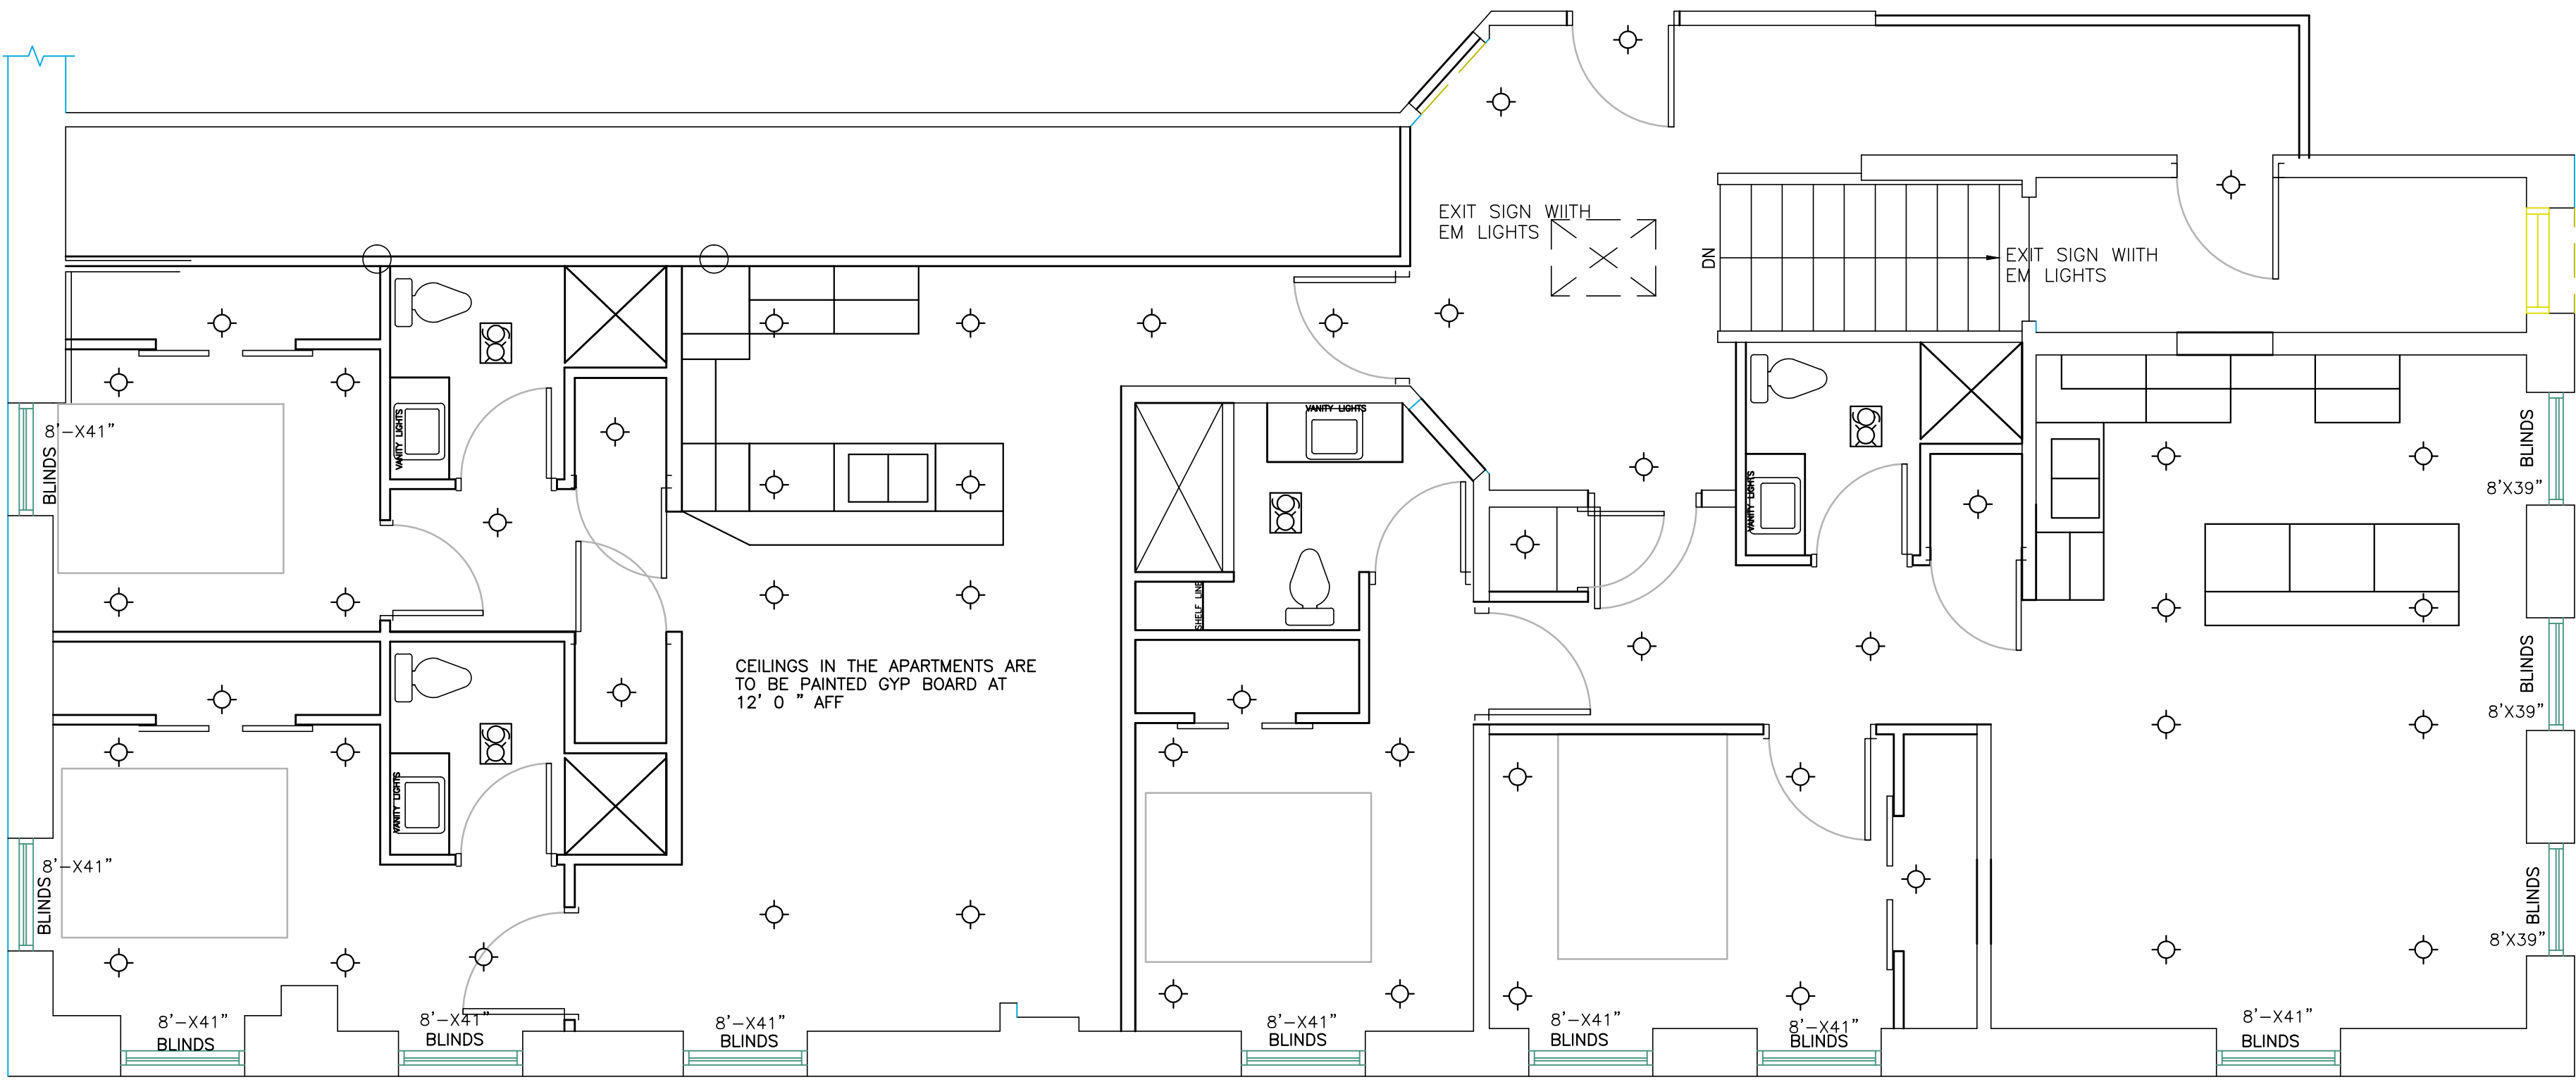 EXIT SIGN WIITH
EM LIGHTS
DN
EXIT SIGN WIITH
EM LIGHTS
8'-X41"
BLINDS
VANITY LIGHTS
VANITY LIGHTS
VANITY LIGHTS
BLINDS
8'X39"
SHELF LINE
CEILINGS IN THE APARTMENTS ARE
TO BE PAINTED GYP BOARD AT
12' 0 " AFF
BLINDS
8'X39"
VANITY LIGHTS
8'-X41"
BLINDS
BLINDS
8'X39"
8'-X41"
BLINDS
8'-X41"
BLINDS
8'-X41"
BLINDS
8'-X41"
BLINDS
8'-X41"
BLINDS
8'-X41"
BLINDS
8'-X41"
BLINDS